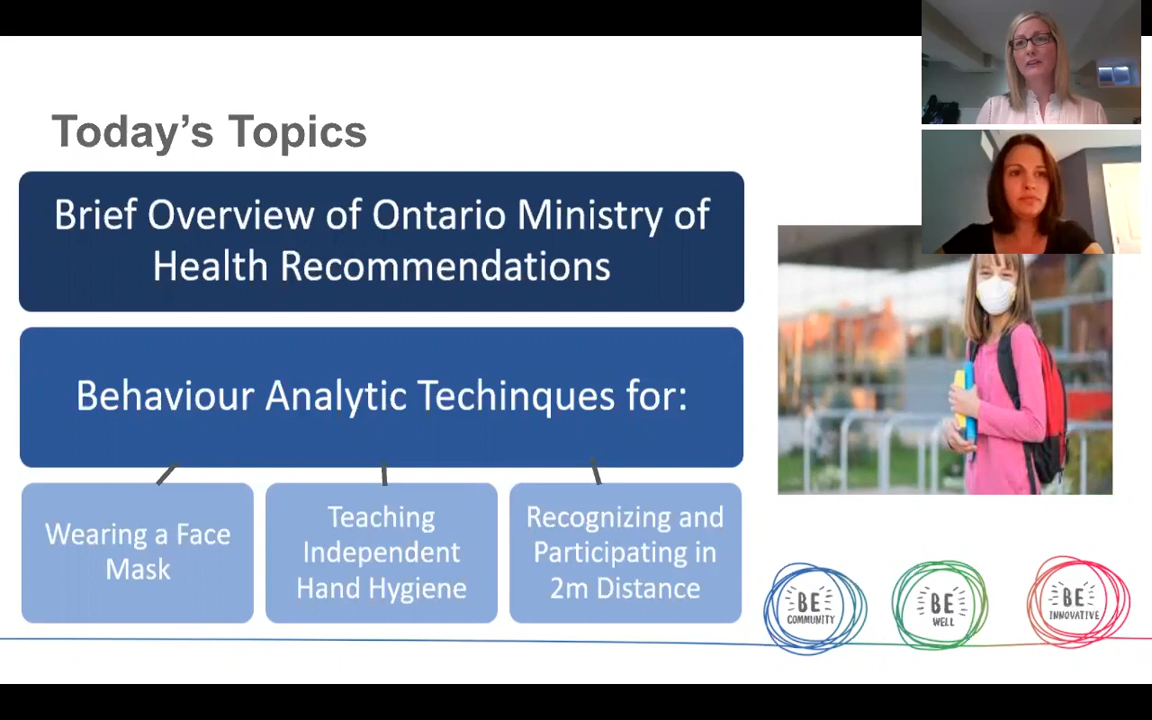 Today's Topics
Brief Overview of Ontario Ministry of
Health Recommendations
Behaviour Analytic Techinques for:
Wearing a Face
Mask
Teaching
Independent
Hand Hygiene
Recognizing and
Participating in
2m Distance
BE
COMMUNITY
BE
WELL
BE
INNOVATIVE